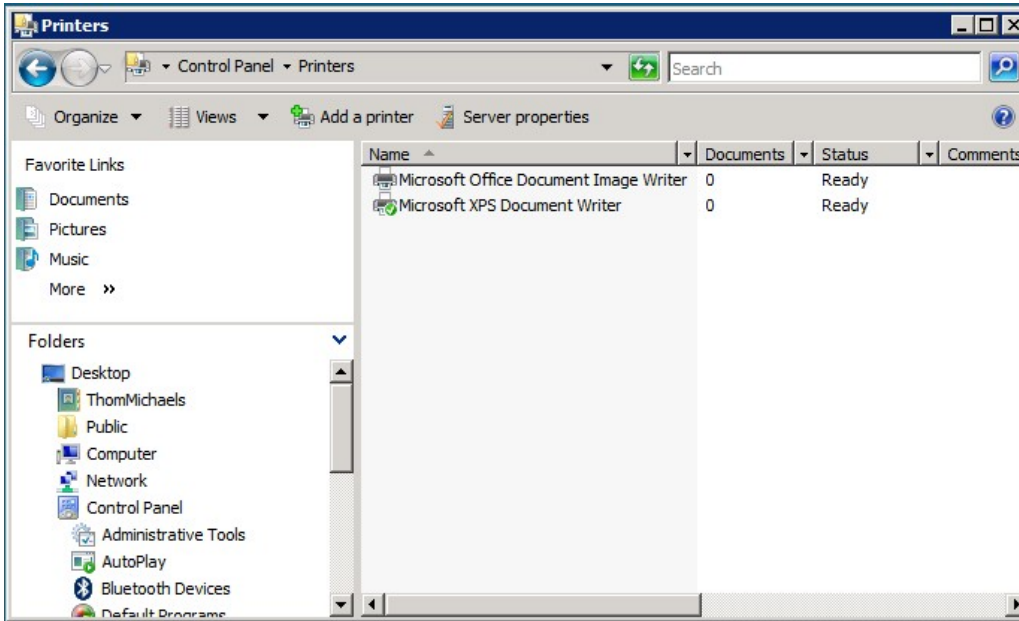 Printers
Control Panel Printers Search
Organize Views Add a printer Server properties
Favorite Links
Documents
Pictures
Music
More »
Folders
Desktop
ThomMichaels
Public
Computer
Network
Control Panel
Administrative Tools
AutoPlay
Bluetooth Devices
Default Programs
Name Documents Status Comments
Microsoft Office Document Image Writer 0 Ready
Microsoft XPS Document Writer 0 Ready